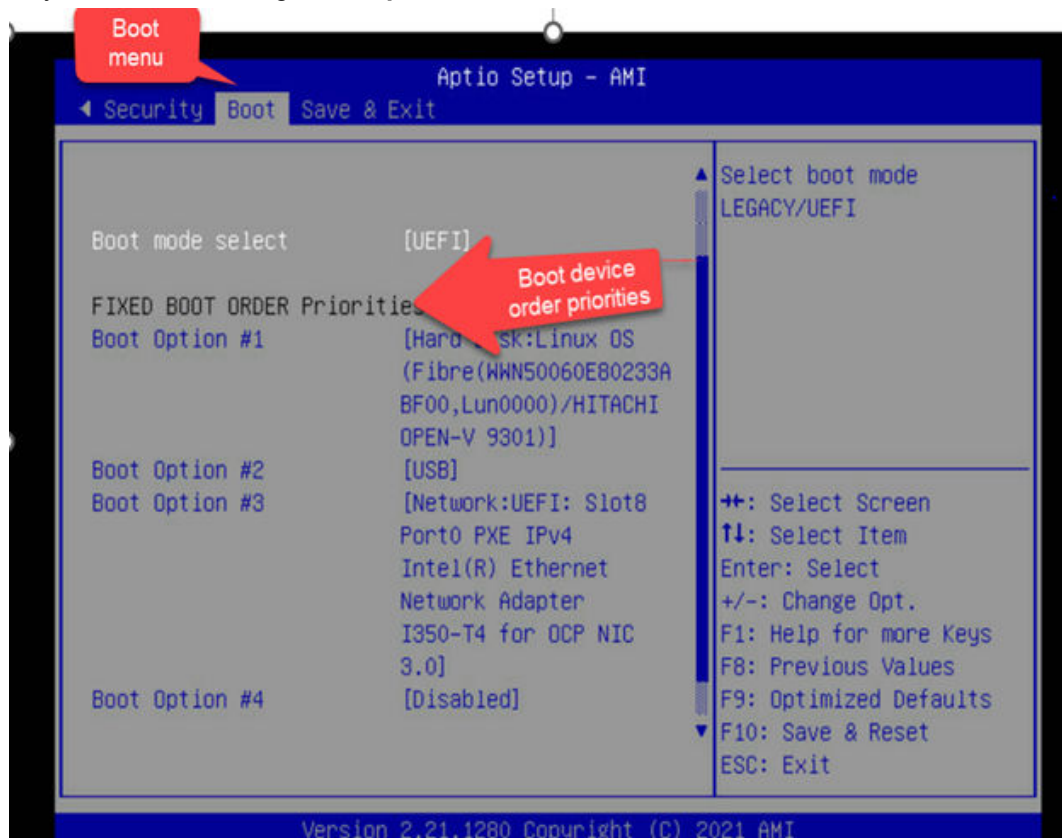 Boot
menu
Aptio Setup – AMI
◄ Security Boot Save & Exit
Select boot mode
LEGACY/UEFI
Boot mode select [UEFI]
Boot device
order priorities
FIXED BOOT ORDER
Boot Option #1 Linux OS
(Fibre(WWN50060E80233A
BF00,Lun0000)/HITACHI
OPEN-V 9301)]
Boot Option #2 [USB]
Boot Option #3 [Network:UEFI: Slot8
Port0 PXE IPv4
Intel(R) Ethernet
Network Adapter
I350-T4 for OCP NIC
3.0]
Boot Option #4 [Disabled]
→←: Select Screen
↑↓: Select Item
Enter: Select
+/-: Change Opt.
F1: Help for more Keys
F8: Previous Values
F9: Optimized Defaults
F10: Save & Reset
ESC: Exit
Version 2.21.1280 Copyright (C) 2021 AMI